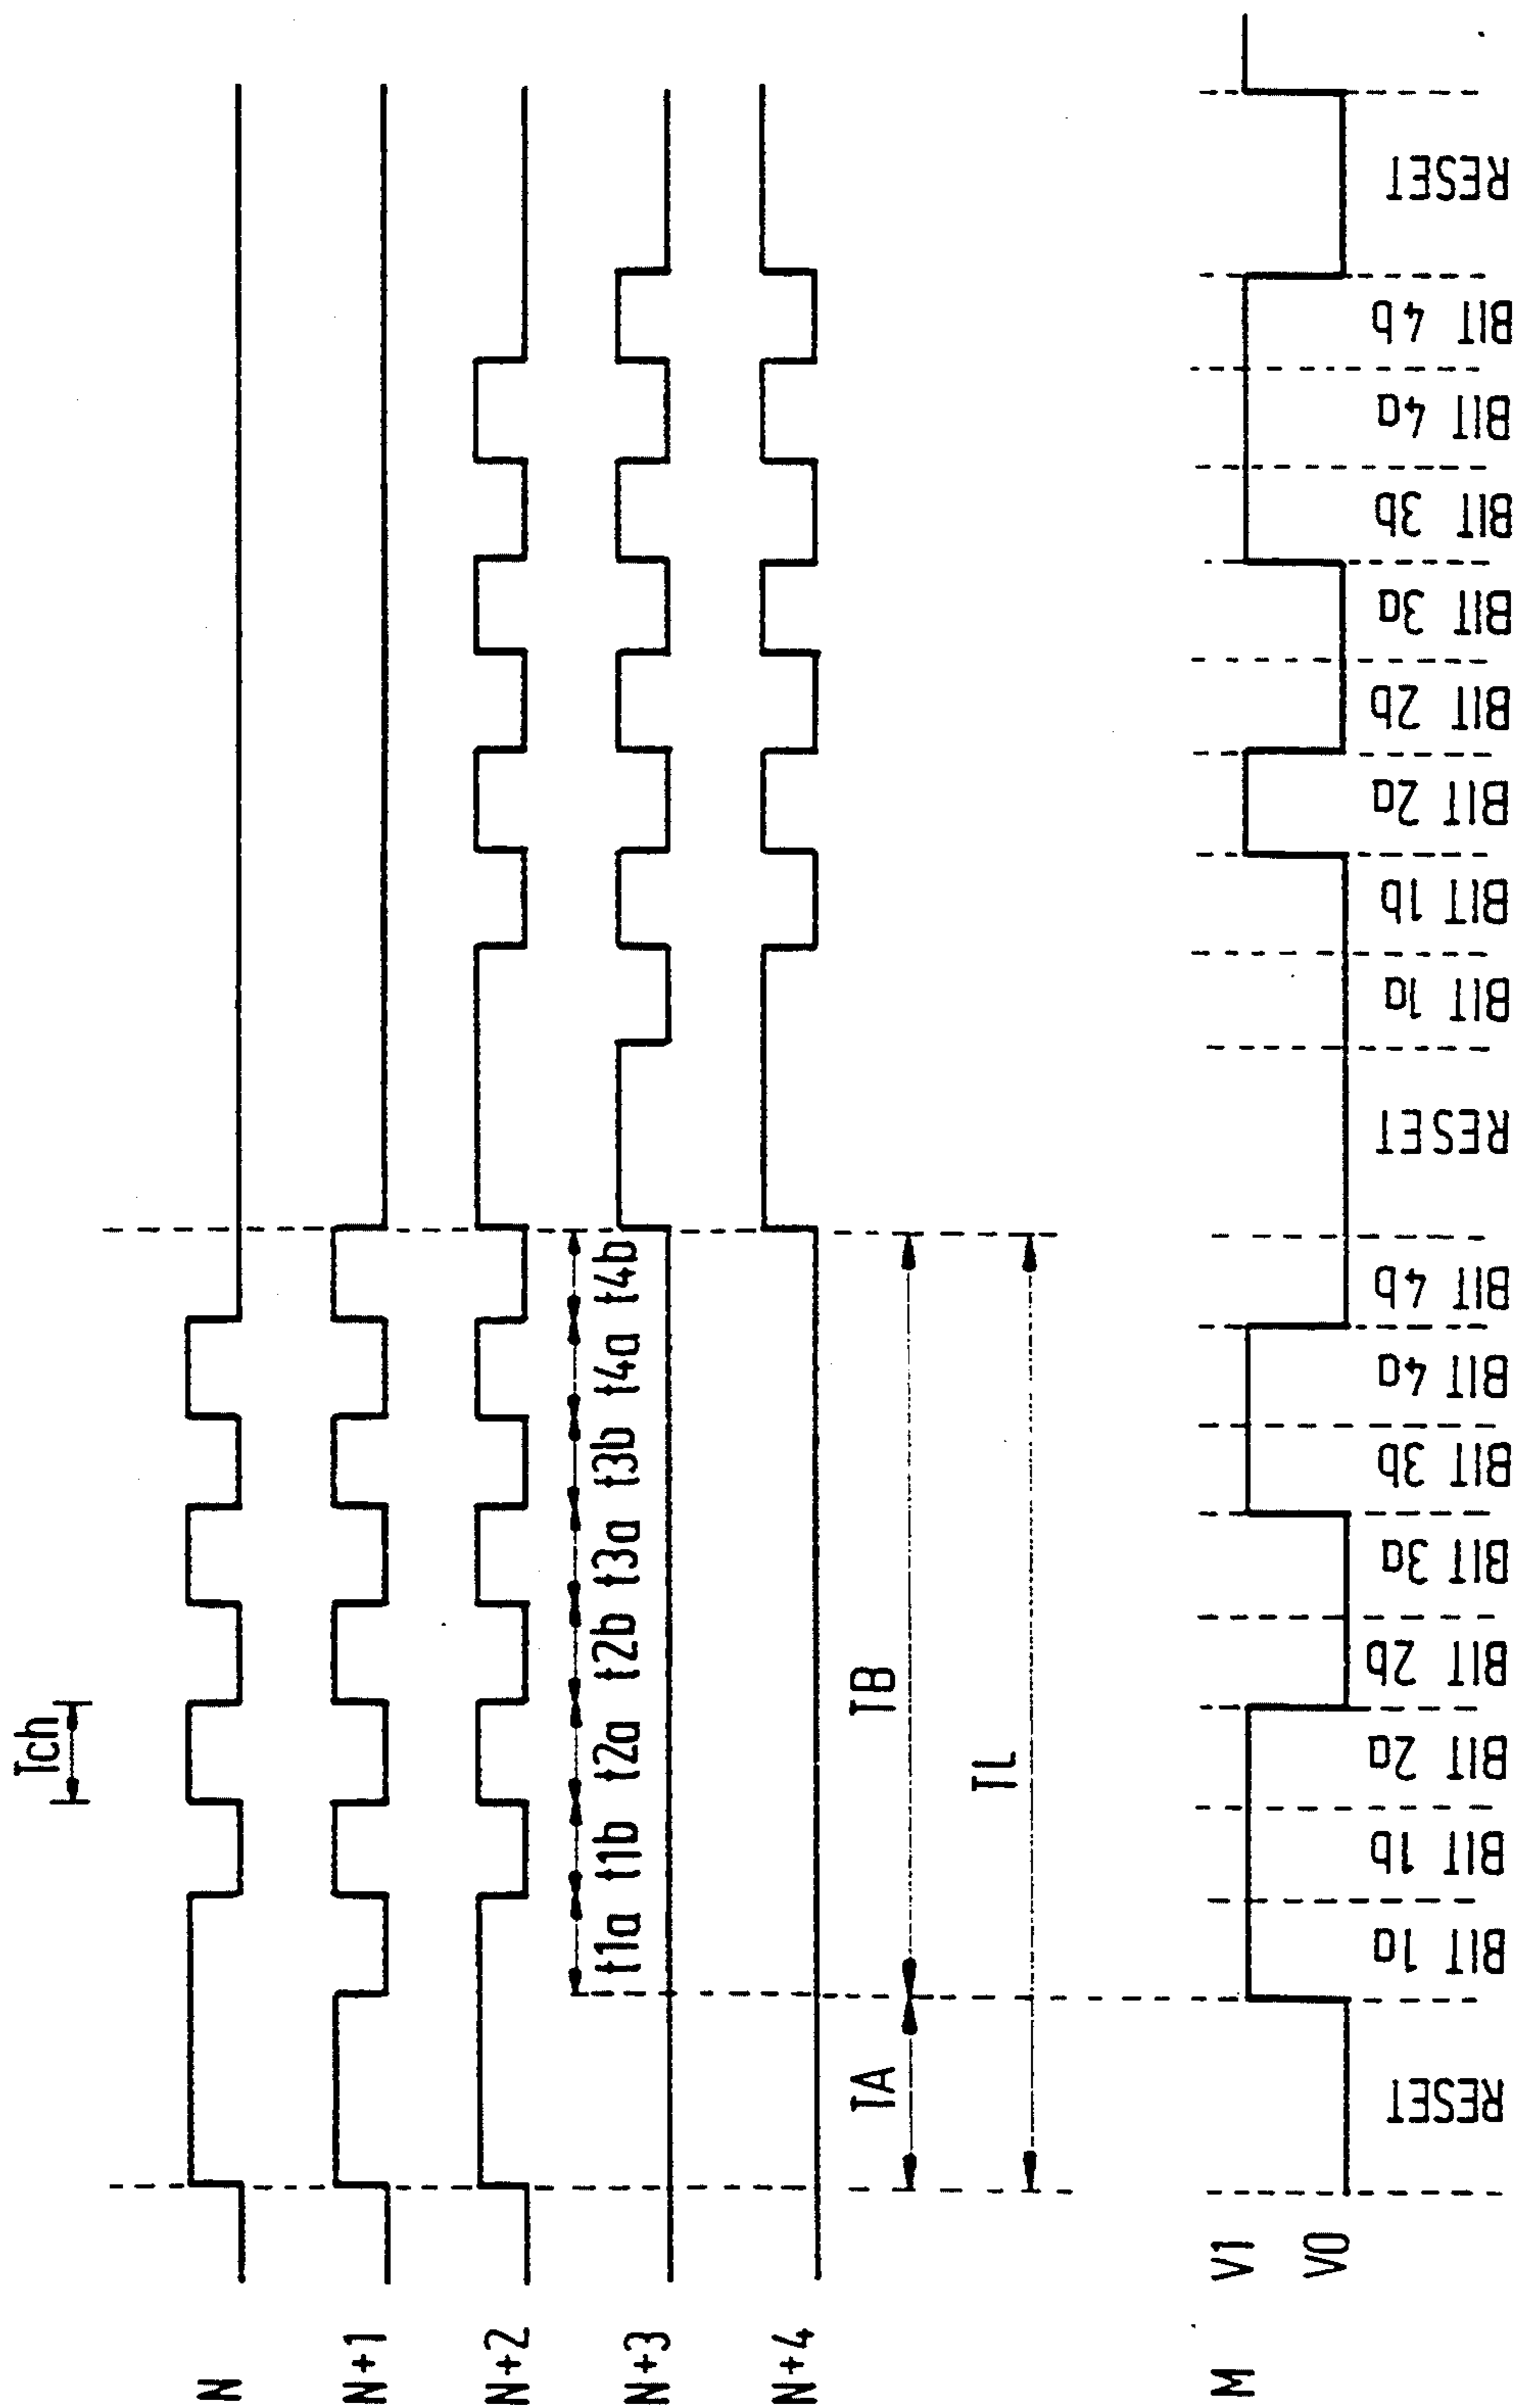 Tch
N
N+1
N+2
t1a t1b t2a t2b t3a t3b t4a t4b
N+3
N+4
TA TB
TL
M V1
V0
RESET BIT 1a BIT 1b BIT 2a BIT 2b BIT 3a BIT 3b BIT 4a BIT 4b RESET BIT 1a BIT 1b BIT 2a BIT 2b BIT 3a BIT 3b BIT 4a BIT 4b RESET